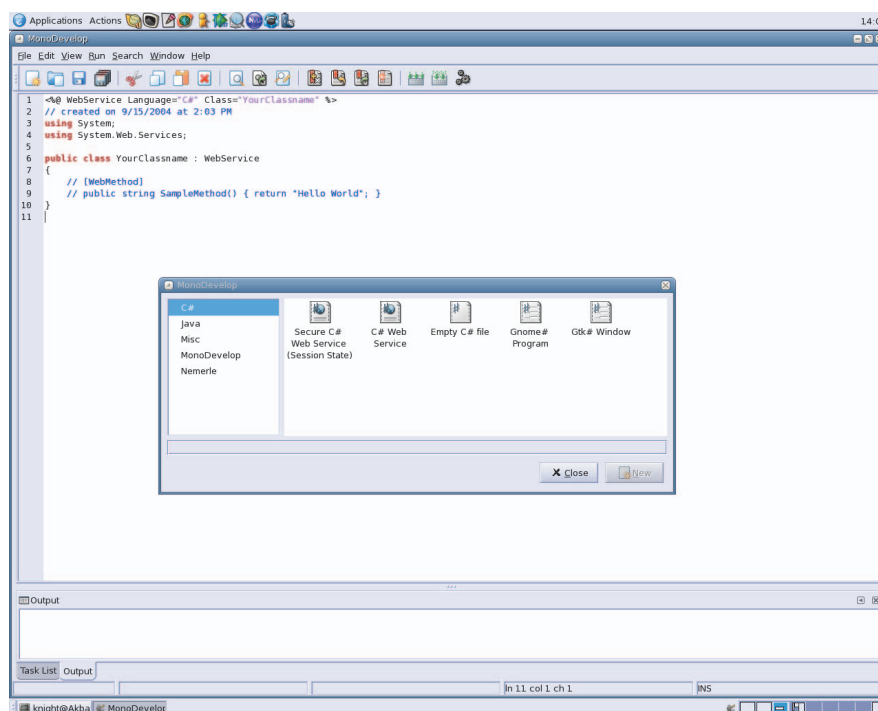 Applications Actions 14:0
MonoDevelop
File Edit View Run Search Window Help
1 <%@ WebService Language="C#" Class="YourClassname" %>
2 // created on 9/15/2004 at 2:03 PM
3 using System;
4 using System.Web.Services;
5
6 public class YourClassname : WebService
7 {
8 // [WebMethod]
9 // public string SampleMethod() { return "Hello World"; }
10 }
11
MonoDevelop
C#
Java
Misc
MonoDevelop
Nemerle
Secure C# Web Service (Session State)
C# Web Service
Empty C# file
Gnome# Program
Gtk# Window
Close New
Output
Task List Output
ln 11 col 1 ch 1 INS
knight@Akba MonoDevelop